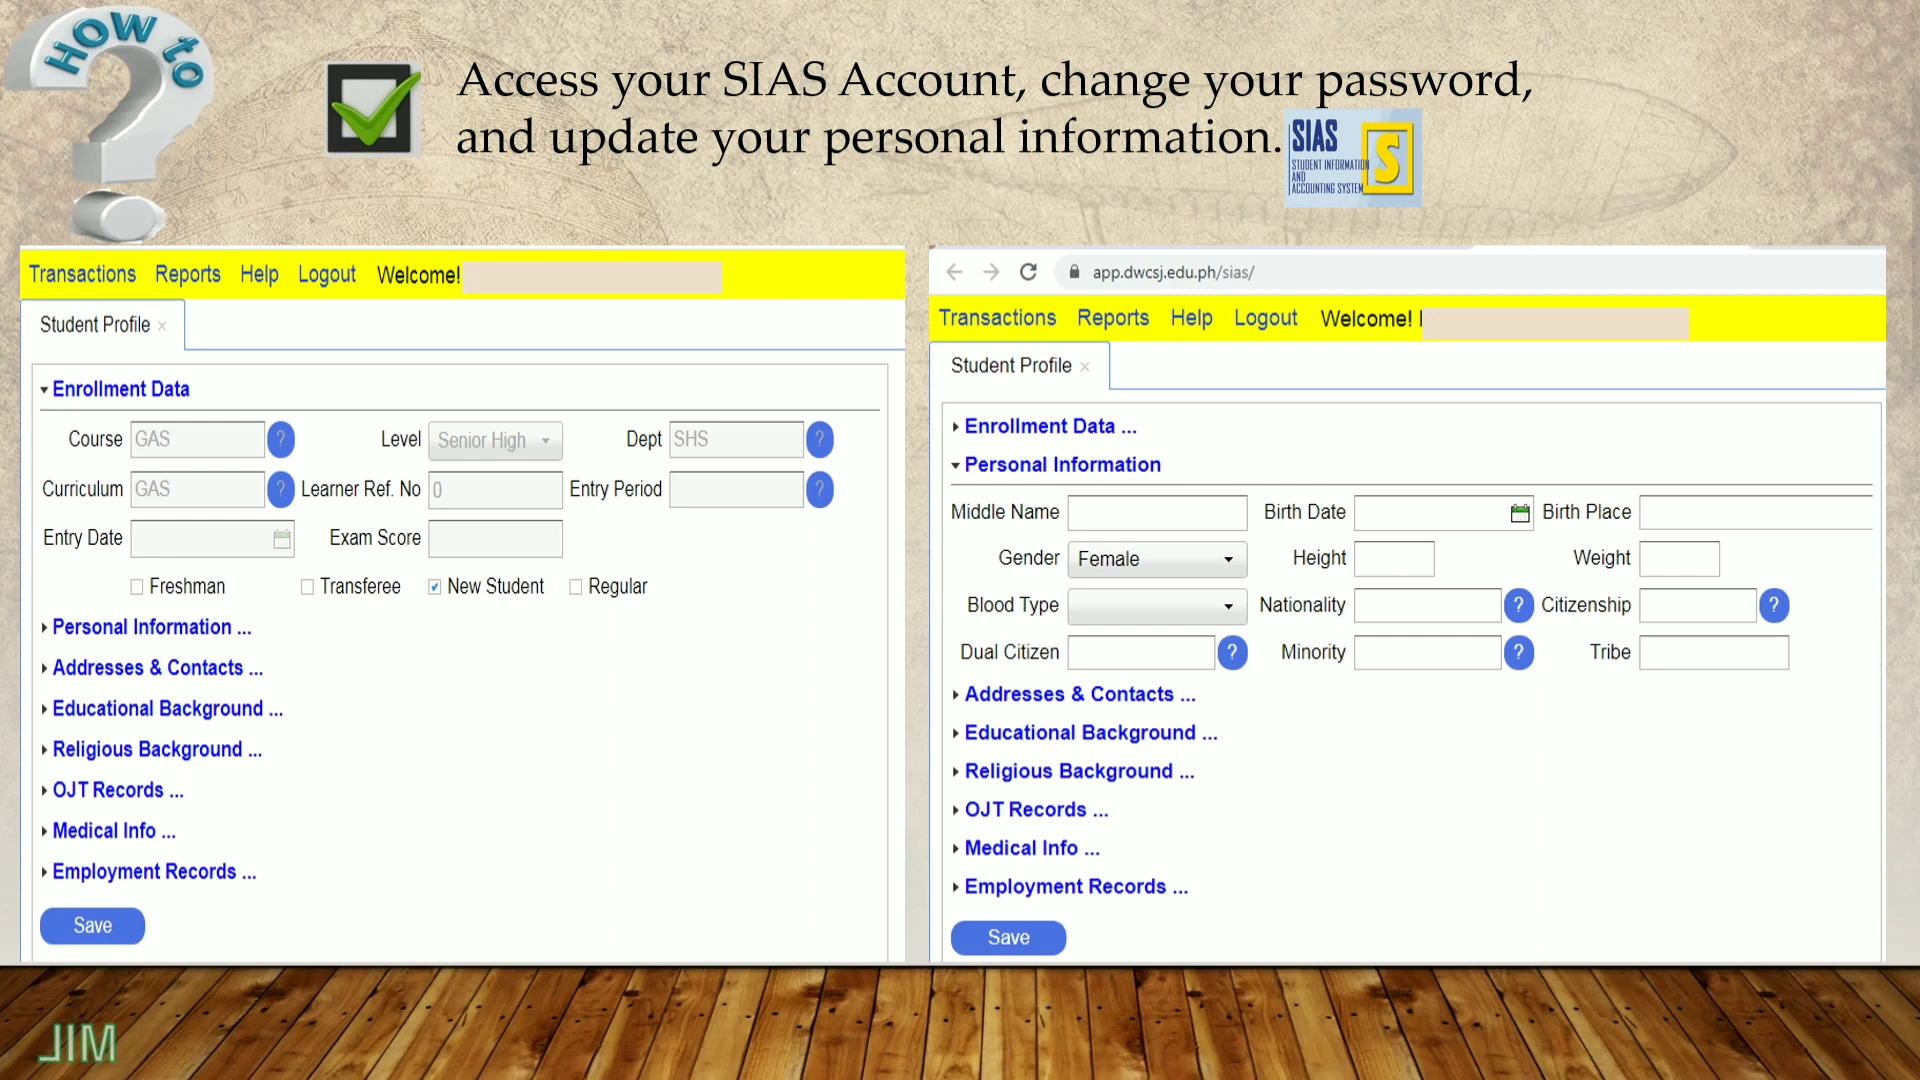 HOW to
Access your SIAS Account, change your password,
and update your personal information.
SIAS
STUDENT INFORMATION
AND
ACCOUNTING SYSTEM
S
Transactions Reports Help Logout Welcome!
Student Profile ×
Enrollment Data
Course GAS ? Level Senior High Dept SHS ?
Curriculum GAS ? Learner Ref. No 0 Entry Period ?
Entry Date Exam Score
Freshman Transferee New Student Regular
Personal Information ...
Addresses & Contacts ...
Educational Background ...
Religious Background ...
OJT Records ...
Medical Info ...
Employment Records ...
Save
app.dwcsj.edu.ph/sias/
Transactions Reports Help Logout Welcome!
Student Profile ×
Enrollment Data ...
Personal Information
Middle Name Birth Date Birth Place
Gender Female Height Weight
Blood Type Nationality ? Citizenship ?
Dual Citizen ? Minority ? Tribe
Addresses & Contacts ...
Educational Background ...
Religious Background ...
OJT Records ...
Medical Info ...
Employment Records ...
Save
JIM